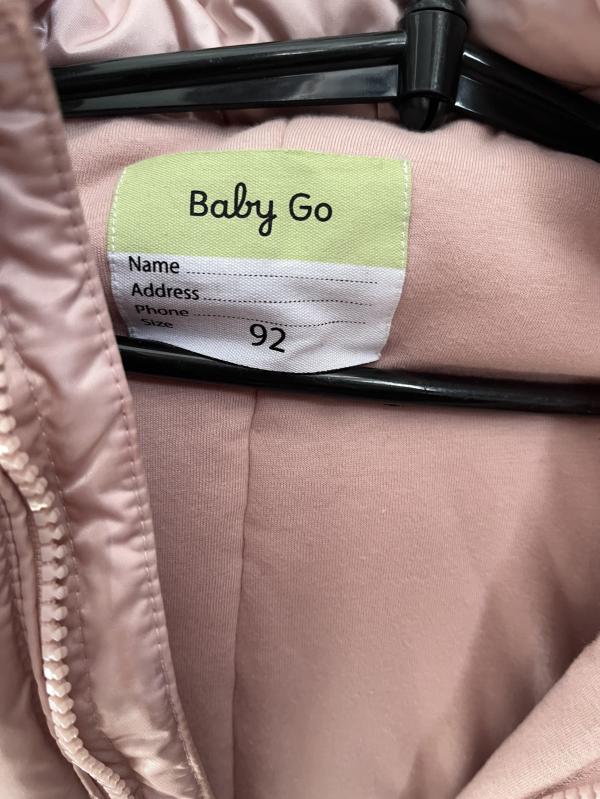 Baby Go
Name
Address
Phone
Size 92